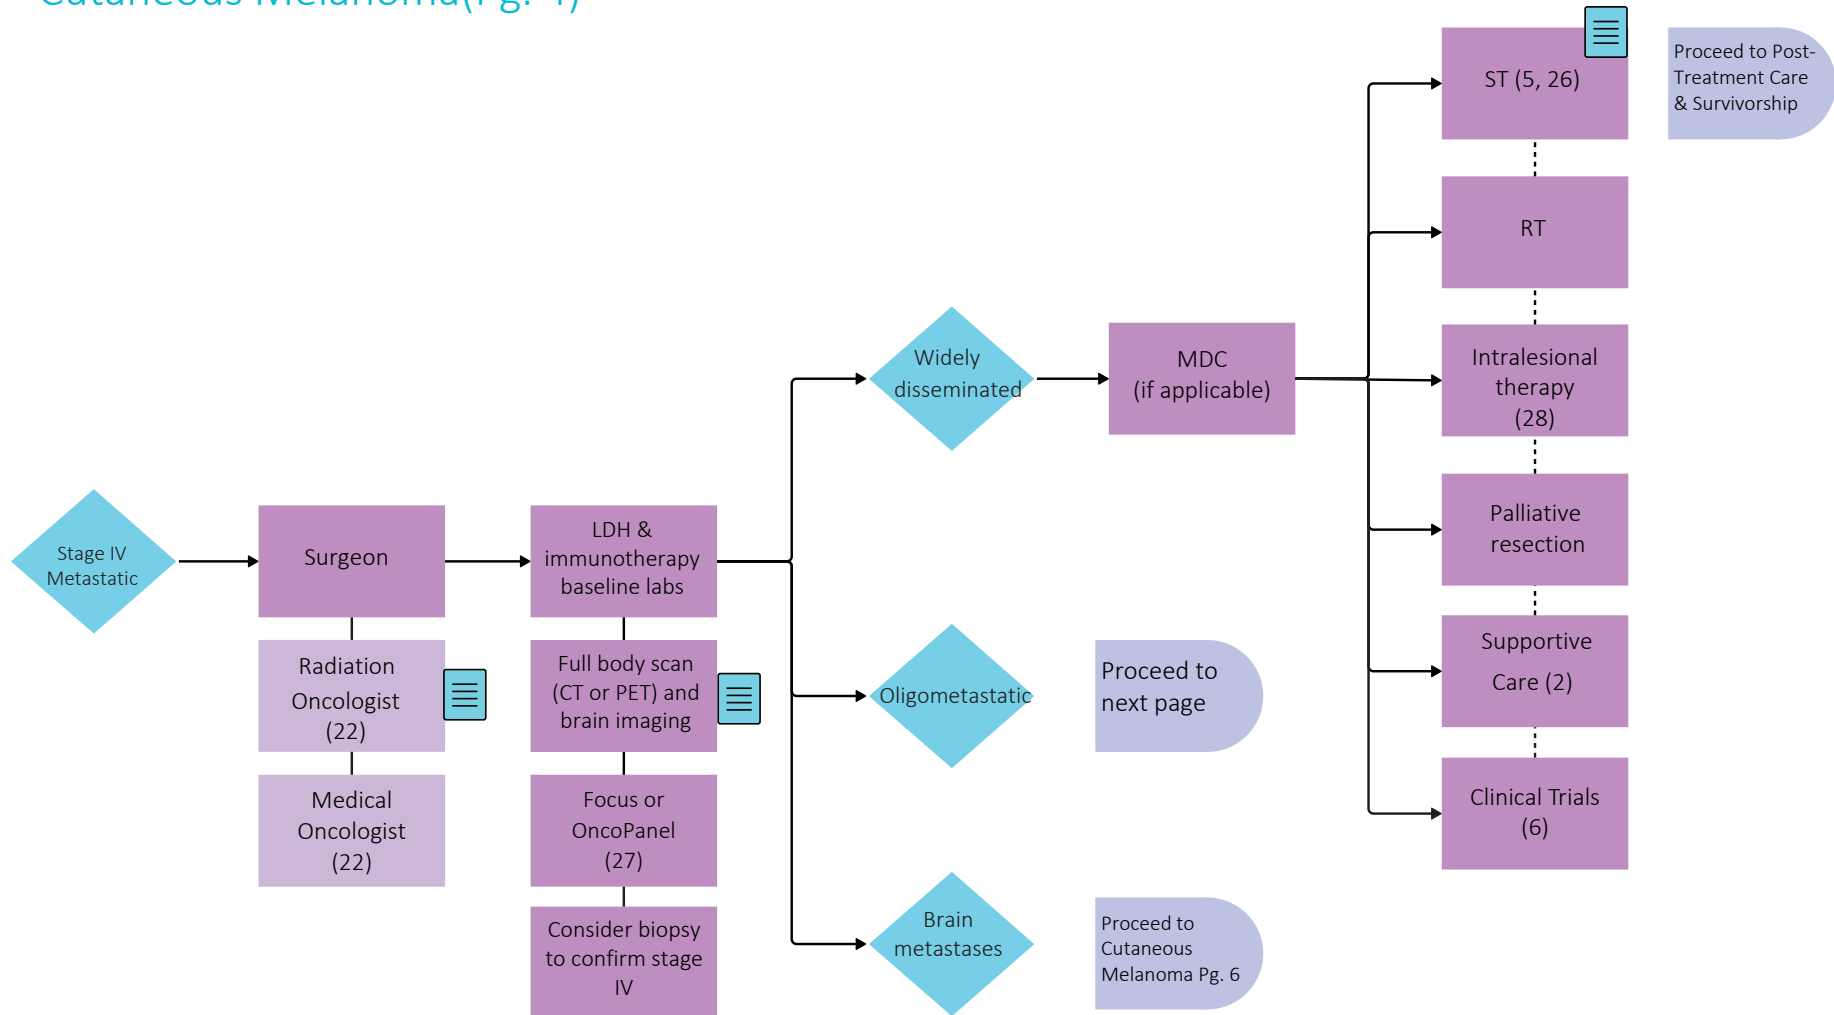 Cutaneous Melanoma(Pg. 4)
Stage IV
Metastatic
Surgeon
Radiation
Oncologist
(22)
Medical
Oncologist
(22)
LDH &
immunotherapy
baseline labs
Full body scan
(CT or PET) and
brain imaging
Focus or
OncoPanel
(27)
Consider biopsy
to confirm stage
IV
Widely
disseminated
Oligometastatic
Brain
metastases
MDC
(if applicable)
Proceed to
next page
Proceed to
Cutaneous
Melanoma Pg. 6
ST (5, 26)
RT
Intralesional
therapy
(28)
Palliative
resection
Supportive
Care (2)
Clinical Trials
(6)
Proceed to Post-
Treatment Care
& Survivorship